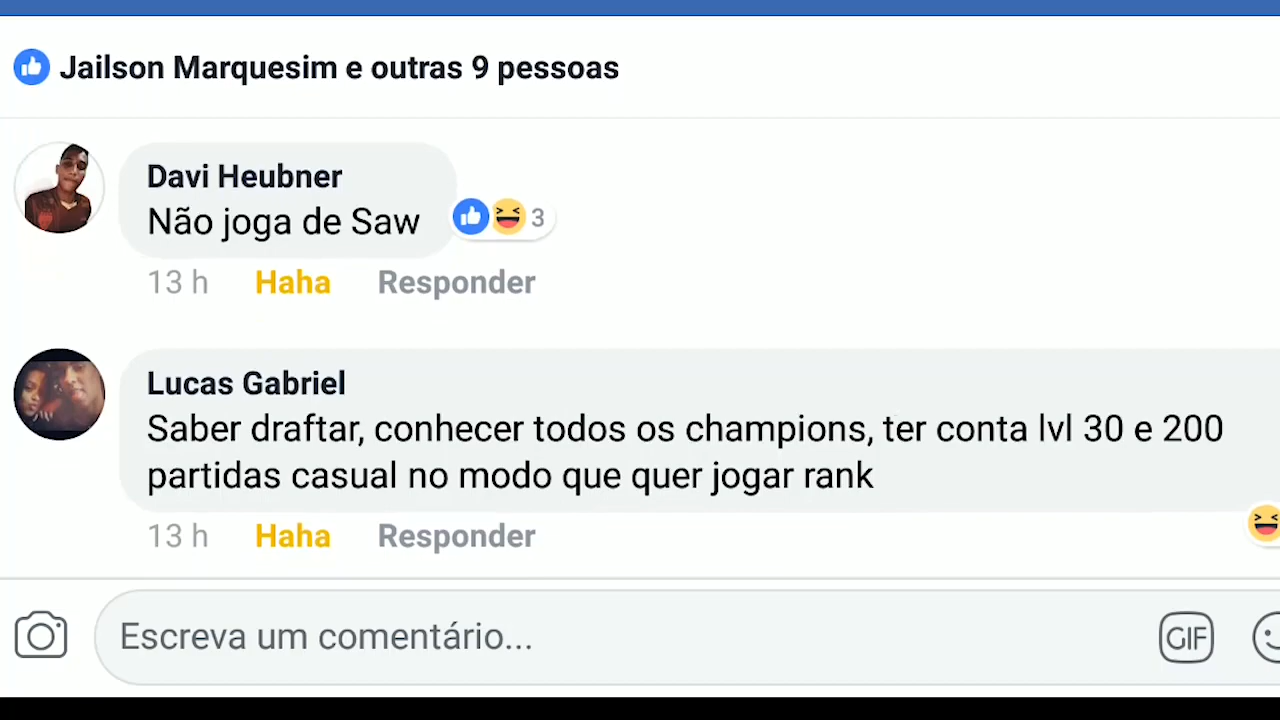 Jailson Marquesim e outras 9 pessoas
Davi Heubner
Não joga de Saw
3
13 h Haha Responder
Lucas Gabriel
Saber draftar, conhecer todos os champions, ter conta lvl 30 e 200
partidas casual no modo que quer jogar rank
13 h Haha Responder
Escreva um comentário...
GIF